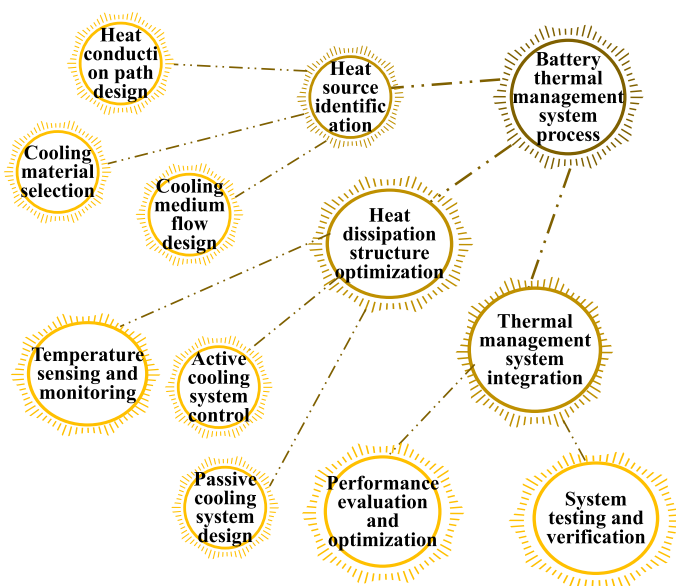 Heat
conducti
on path
design
Heat
source
identific
ation
Battery
thermal
management
system
process
Cooling
material
selection
Cooling
medium
flow
design
Heat
dissipation
structure
optimization
Thermal
management
system
integration
Temperature
sensing and
monitoring
Active
cooling
system
control
Passive
cooling
system
design
Performance
evaluation
and
optimization
System
testing and
verification